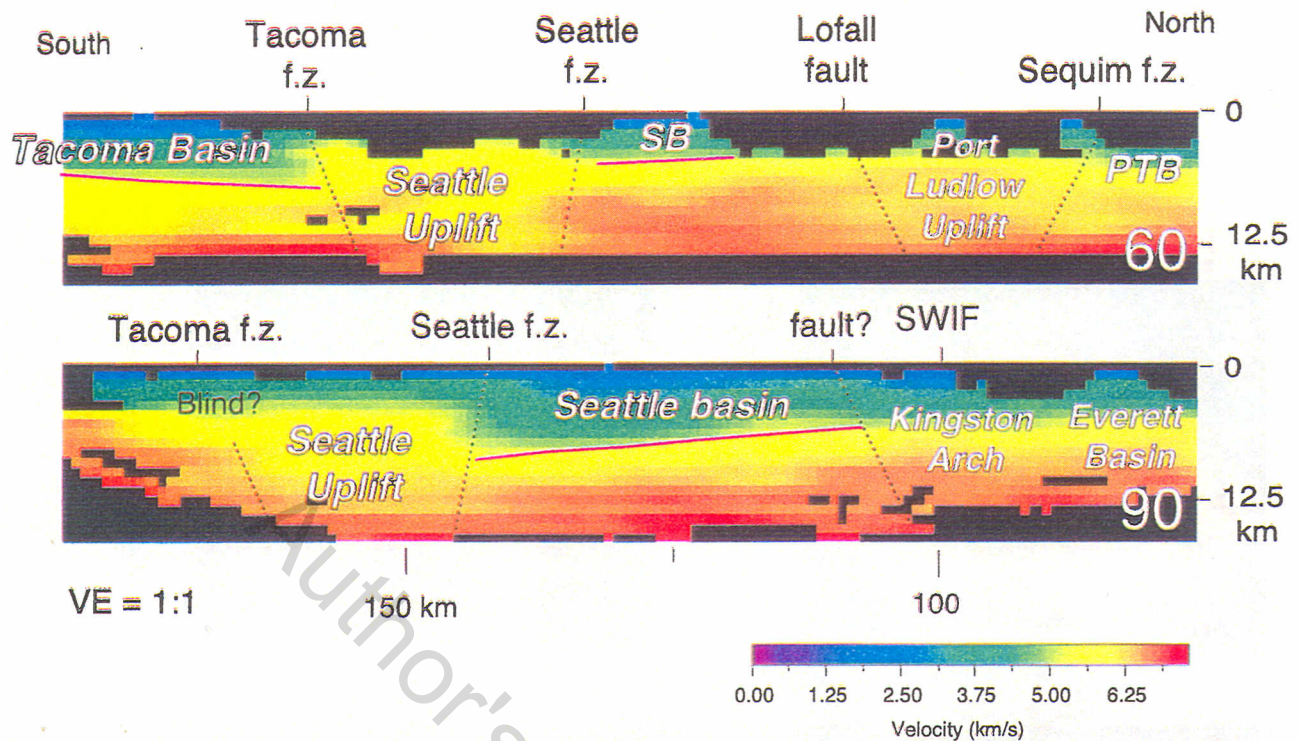 South
North
Tacoma
f.z.
Seattle
f.z.
Lofall
fault
Sequim f.z.
0
Tacoma Basin
SB
Port
Ludlow
Uplift
PTB
Seattle
Uplift
60
12.5
km
Tacoma f.z.
Seattle f.z.
fault?
SWIF
0
Blind?
Seattle basin
Seattle
Uplift
Kingston
Arch
Everett
Basin
90
12.5
km
VE = 1:1
150 km
100
Author's
0.00 1.25 2.50 3.75 5.00 6.25
Velocity (km/s)